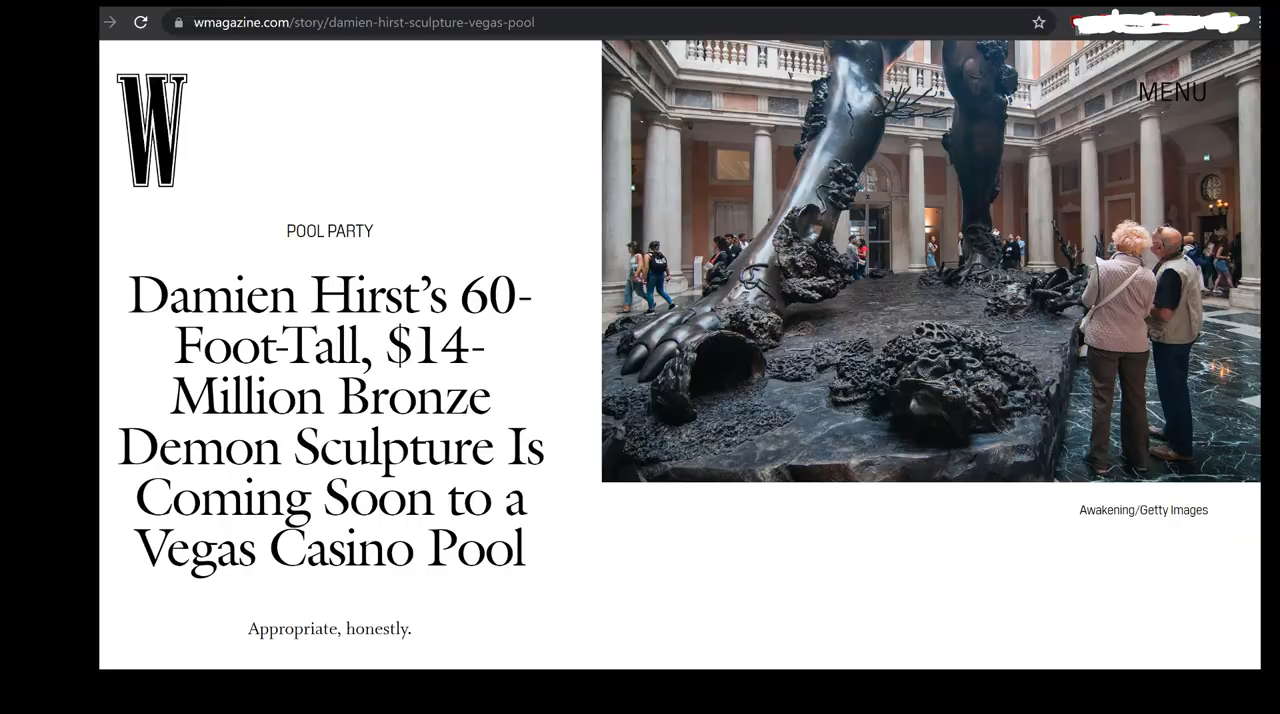 wmagazine.com/story/damien-hirst-sculpture-vegas-pool
W
MENU
POOL PARTY
Damien Hirst’s 60-
Foot-Tall, $14-
Million Bronze
Demon Sculpture Is
Coming Soon to a
Vegas Casino Pool
Appropriate, honestly.
Awakening/Getty Images